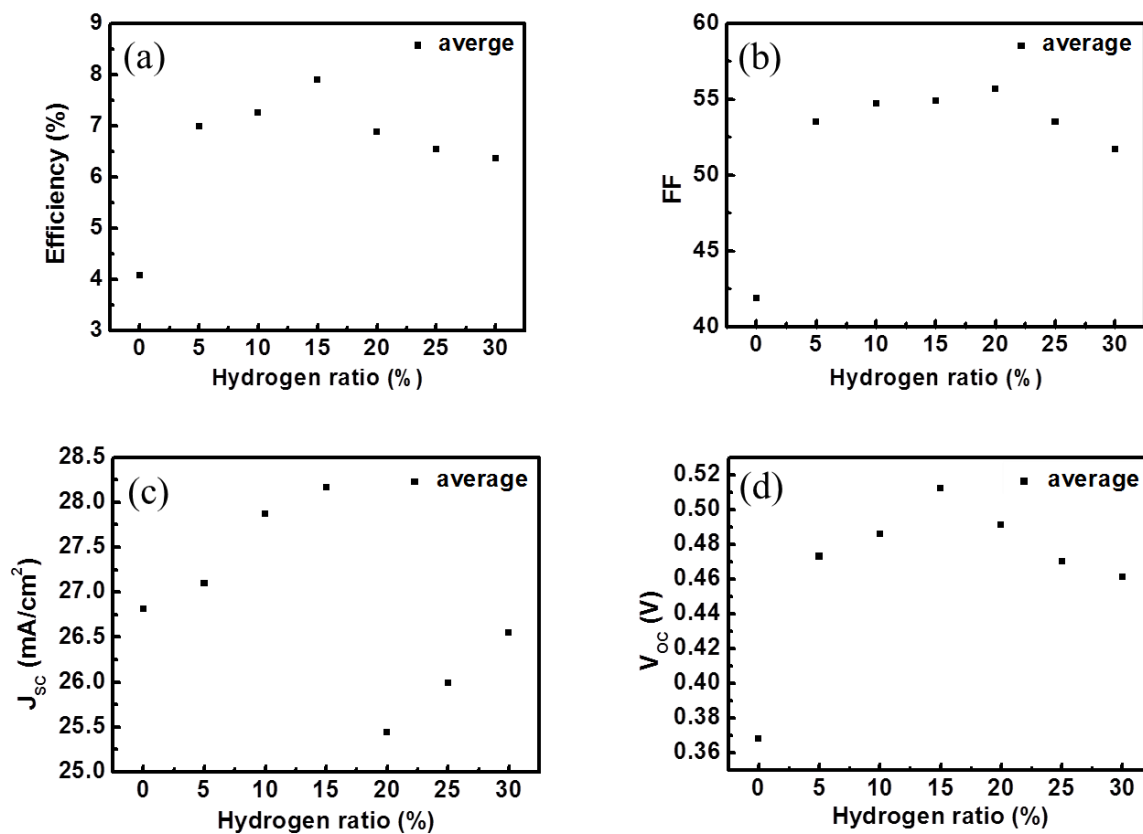 (a)
averge
9
8
7
6
5
4
3
Efficiency (%)
0 5 10 15 20 25 30
Hydrogen ratio (%)
(b)
average
60
55
50
45
40
FF
0 5 10 15 20 25 30
Hydrogen ratio (%)
(c)
average
28.5
28.0
27.5
27.0
26.5
26.0
25.5
25.0
Jsc (mA/cm²)
0 5 10 15 20 25 30
Hydrogen ratio (%)
(d)
average
0.52
0.50
0.48
0.46
0.44
0.42
0.40
0.38
0.36
Voc (V)
0 5 10 15 20 25 30
Hydrogen ratio (%)